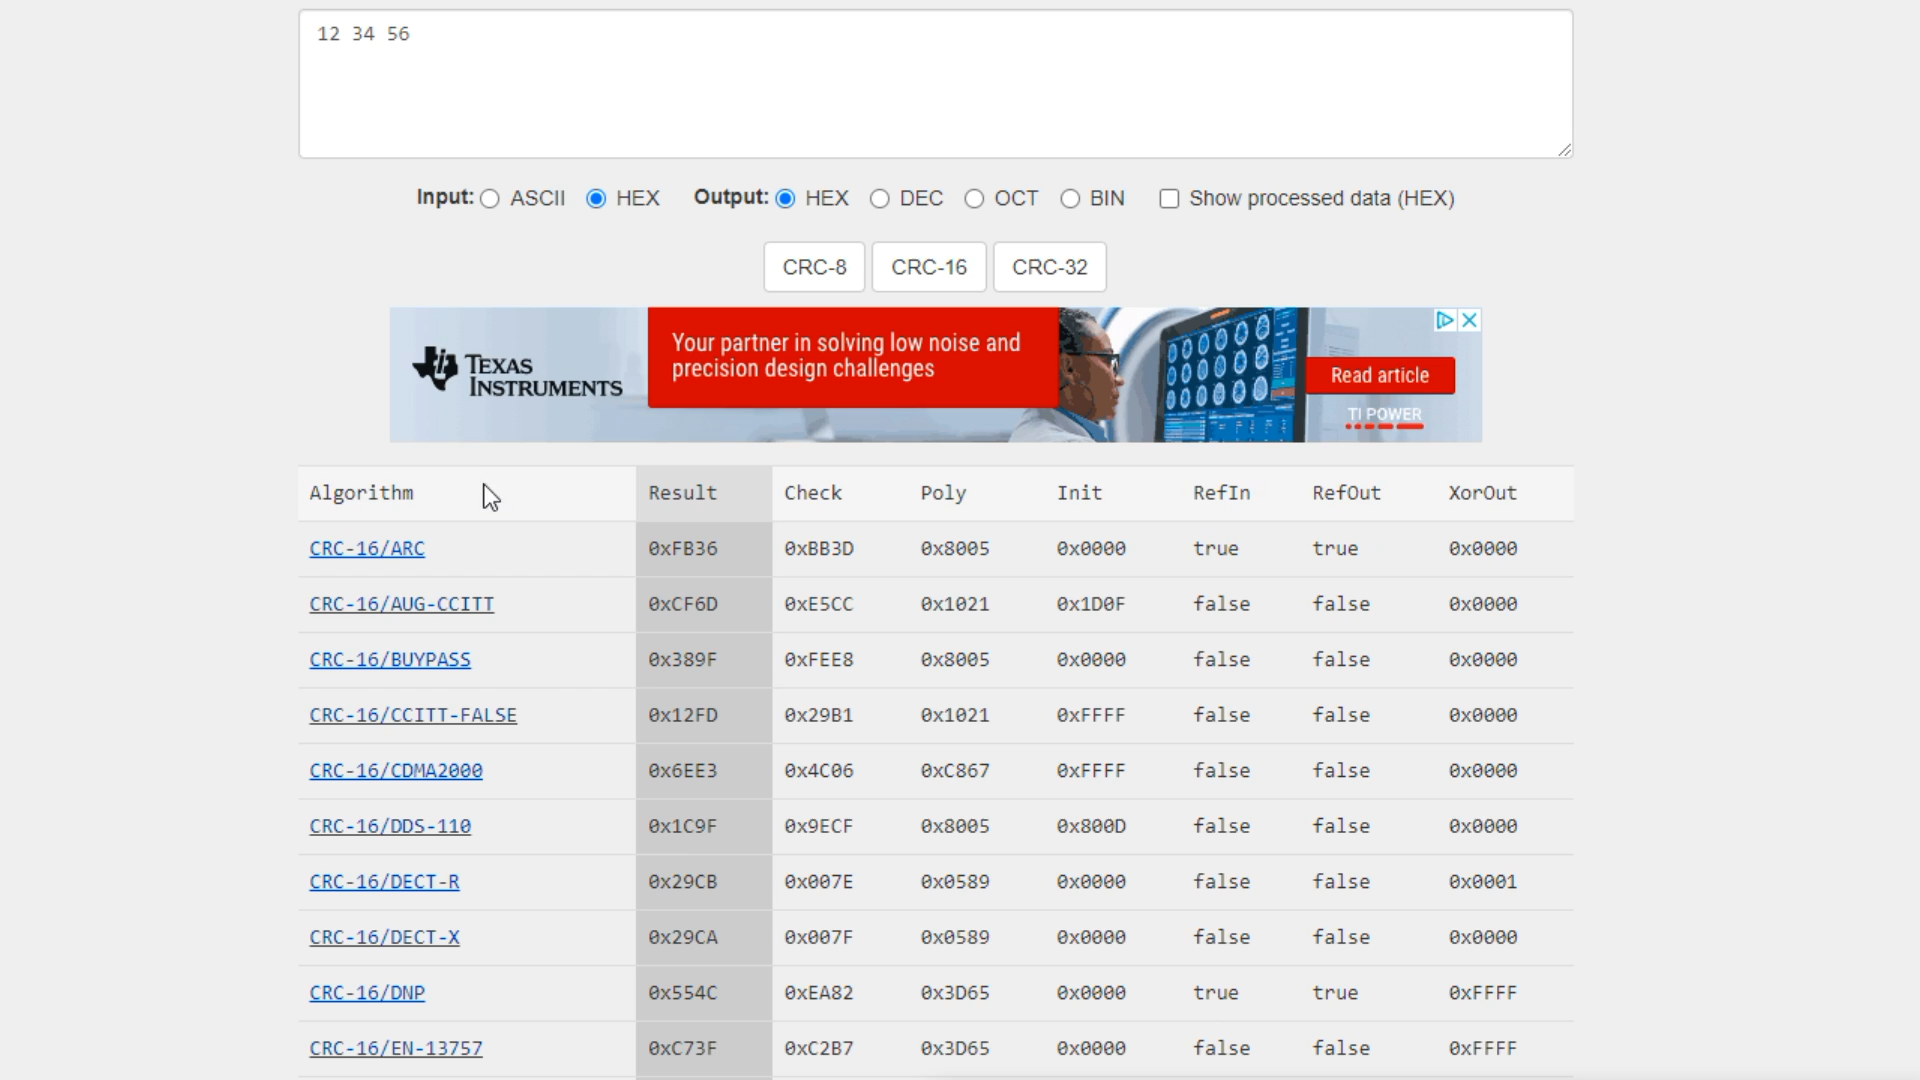 12 34 56
Input: ASCII HEX Output: HEX DEC OCT BIN Show processed data (HEX)
CRC-8 CRC-16 CRC-32
TEXAS INSTRUMENTS
Your partner in solving low noise and
precision design challenges
Read article
TI POWER
Algorithm Result Check Poly Init RefIn RefOut XorOut
CRC-16/ARC 0xFB36 0xBB3D 0x8005 0x0000 true true 0x0000
CRC-16/AUG-CCITT 0xCF6D 0xE5CC 0x1021 0x1D0F false false 0x0000
CRC-16/BUYPASS 0x389F 0xFEE8 0x8005 0x0000 false false 0x0000
CRC-16/CCITT-FALSE 0x12FD 0x29B1 0x1021 0xFFFF false false 0x0000
CRC-16/CDMA2000 0x6EE3 0x4C06 0xC867 0xFFFF false false 0x0000
CRC-16/DDS-110 0x1C9F 0x9ECF 0x8005 0x800D false false 0x0000
CRC-16/DECT-R 0x29CB 0x007E 0x0589 0x0000 false false 0x0001
CRC-16/DECT-X 0x29CA 0x007F 0x0589 0x0000 false false 0x0000
CRC-16/DNP 0x554C 0xEA82 0x3D65 0x0000 true true 0xFFFF
CRC-16/EN-13757 0xC73F 0xC2B7 0x3D65 0x0000 false false 0xFFFF